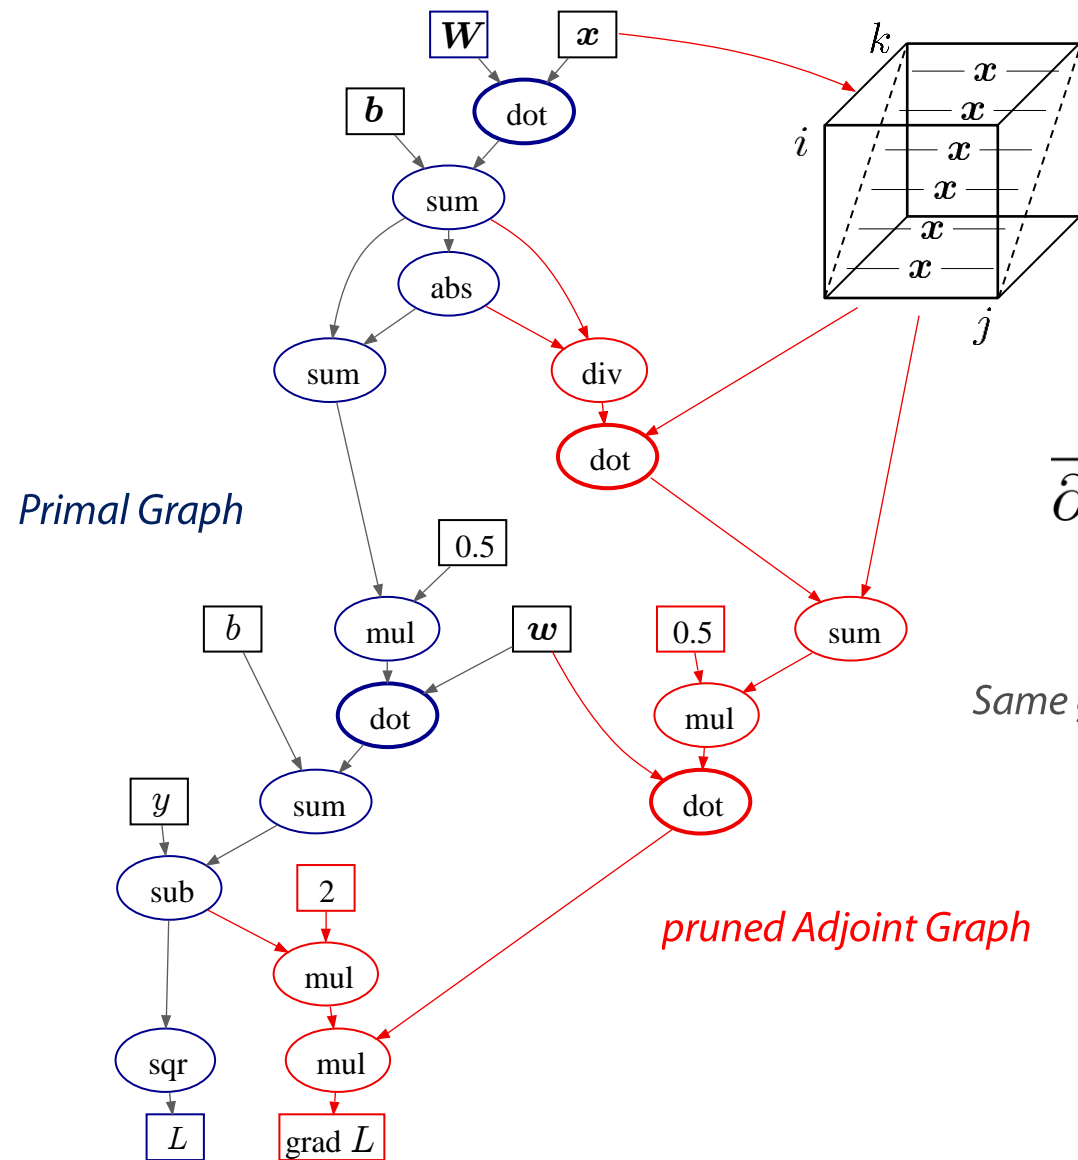 W
x
k
x
dot
b
x
i
x
sum
x
x
abs
x
j
sum
div
dot
Primal Graph
∂
0.5
b
mul
w
0.5
sum
Same
dot
mul
y
sum
dot
sub
2
pruned Adjoint Graph
mul
sqr
mul
L
grad L